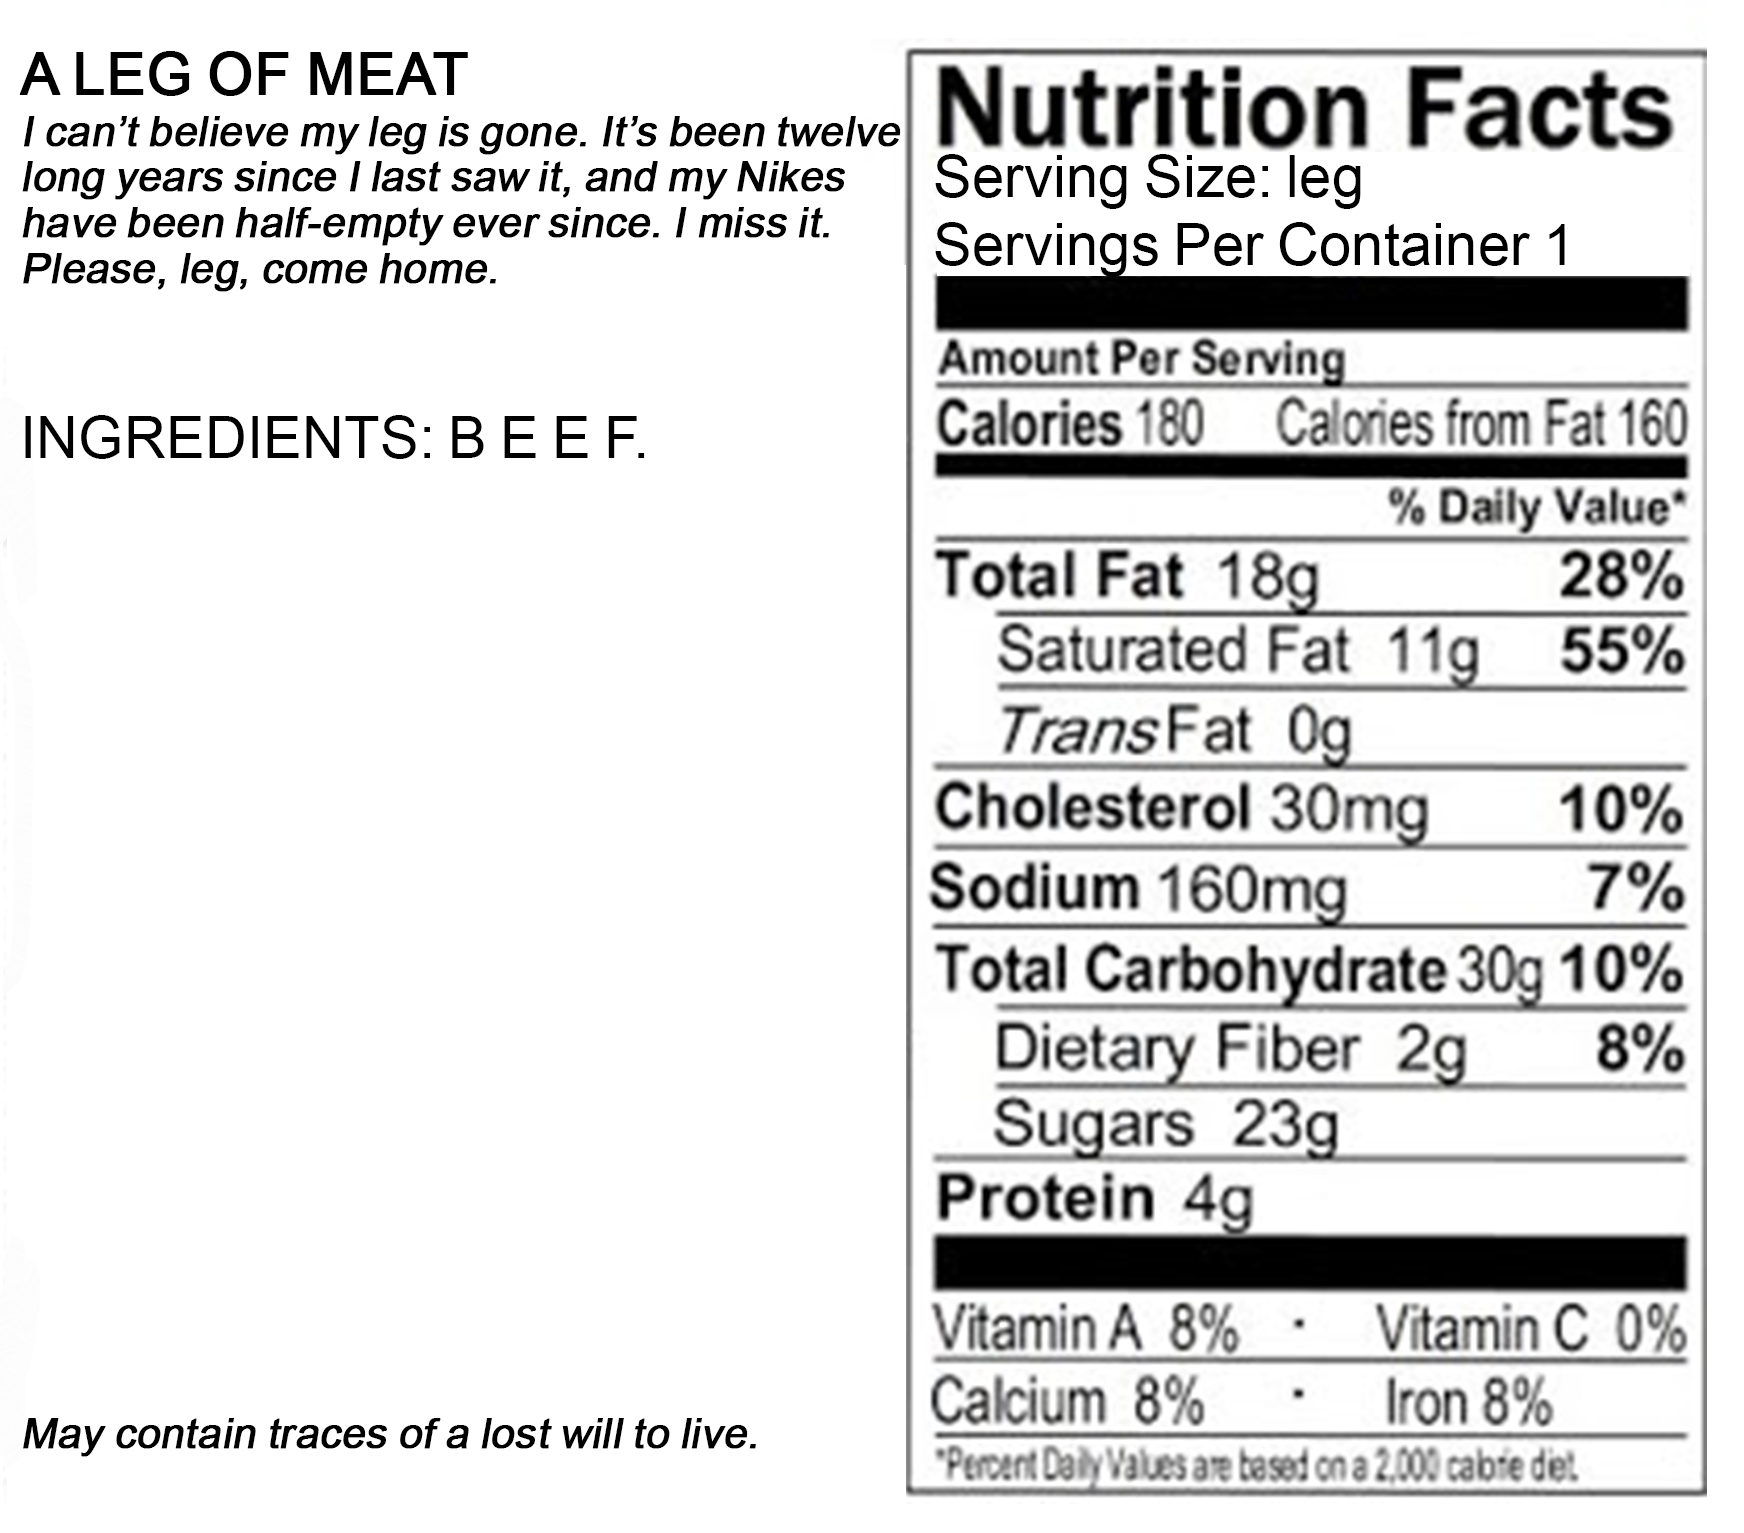 A LEG OF MEAT
I can’t believe my leg is gone. It’s been twelve
long years since I last saw it, and my Nikes
have been half-empty ever since. I miss it.
Please, leg, come home.
INGREDIENTS: B E E F.
May contain traces of a lost will to live.
Nutrition Facts
Serving Size: leg
Servings Per Container 1
Amount Per Serving
Calories 180 Calories from Fat 160
% Daily Value*
Total Fat 18g 28%
Saturated Fat 11g 55%
Trans Fat 0g
Cholesterol 30mg 10%
Sodium 160mg 7%
Total Carbohydrate 30g 10%
Dietary Fiber 2g 8%
Sugars 23g
Protein 4g
Vitamin A 8% · Vitamin C 0%
Calcium 8% · Iron 8%
*Percent Daily Values are based on a 2,000 calorie diet.